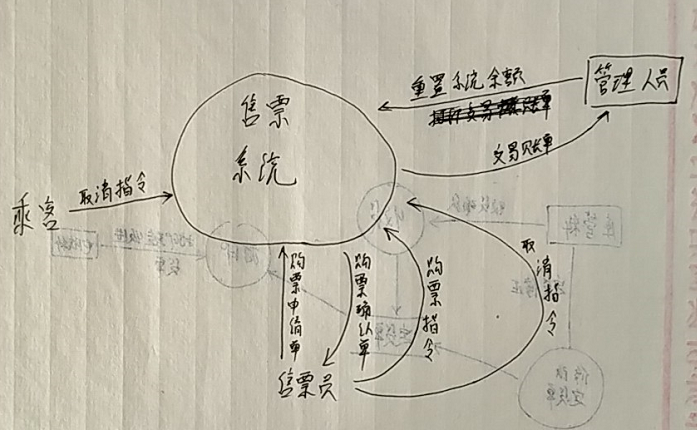 售票
系统
重置系统余额
管理人员
交易账单
乘客
取消指令
购票申请单
购票确认单
购票指令
取消指令
售票员